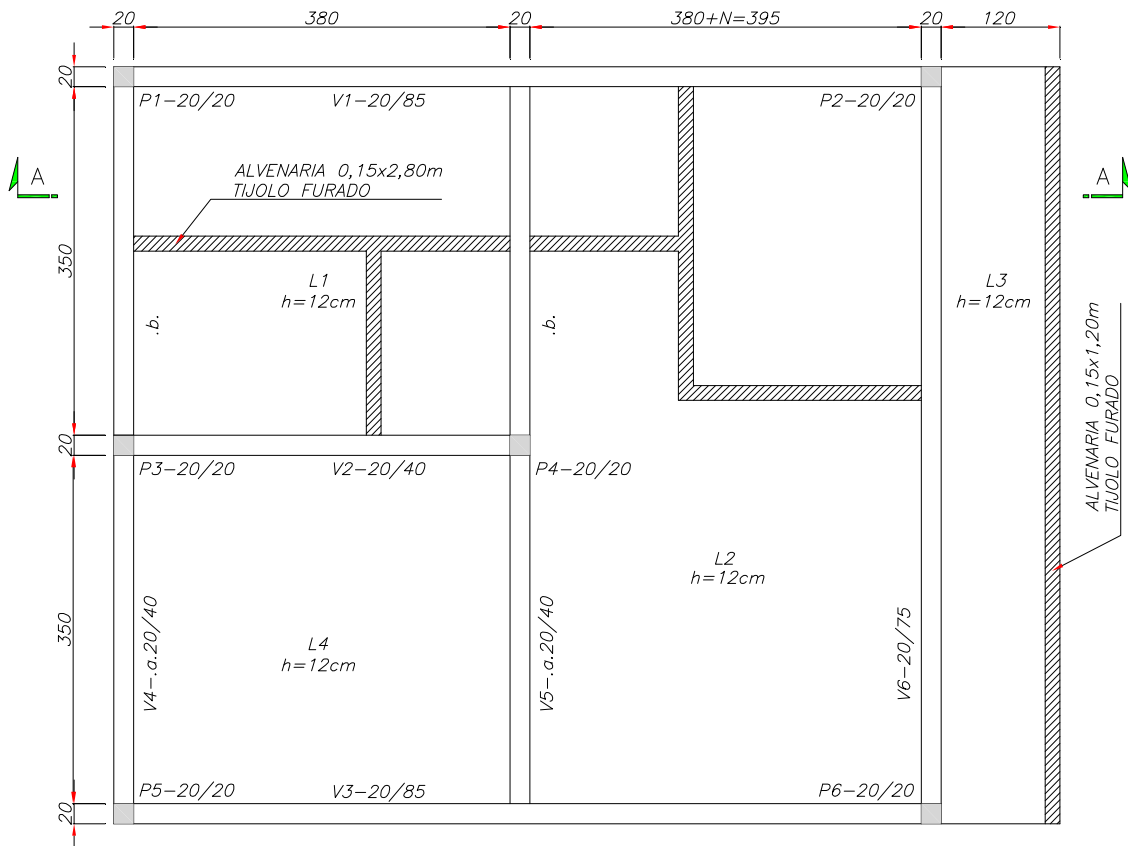 20
380
20
380+N=395
20
120
20
P1-20/20
V1-20/85
P2-20/20
A
ALVENARIA 0,15x2,80m
TIJOLO FURADO
A
350
L1
h=12cm
L3
h=12cm
.b.
.b.
ALVENARIA 0,15x1,20m
TIJOLO FURADO
20
P3-20/20
V2-20/40
P4-20/20
L2
h=12cm
350
V4-.a.20/40
L4
h=12cm
V5-.a.20/40
V6-20/75
P5-20/20
V3-20/85
P6-20/20
20